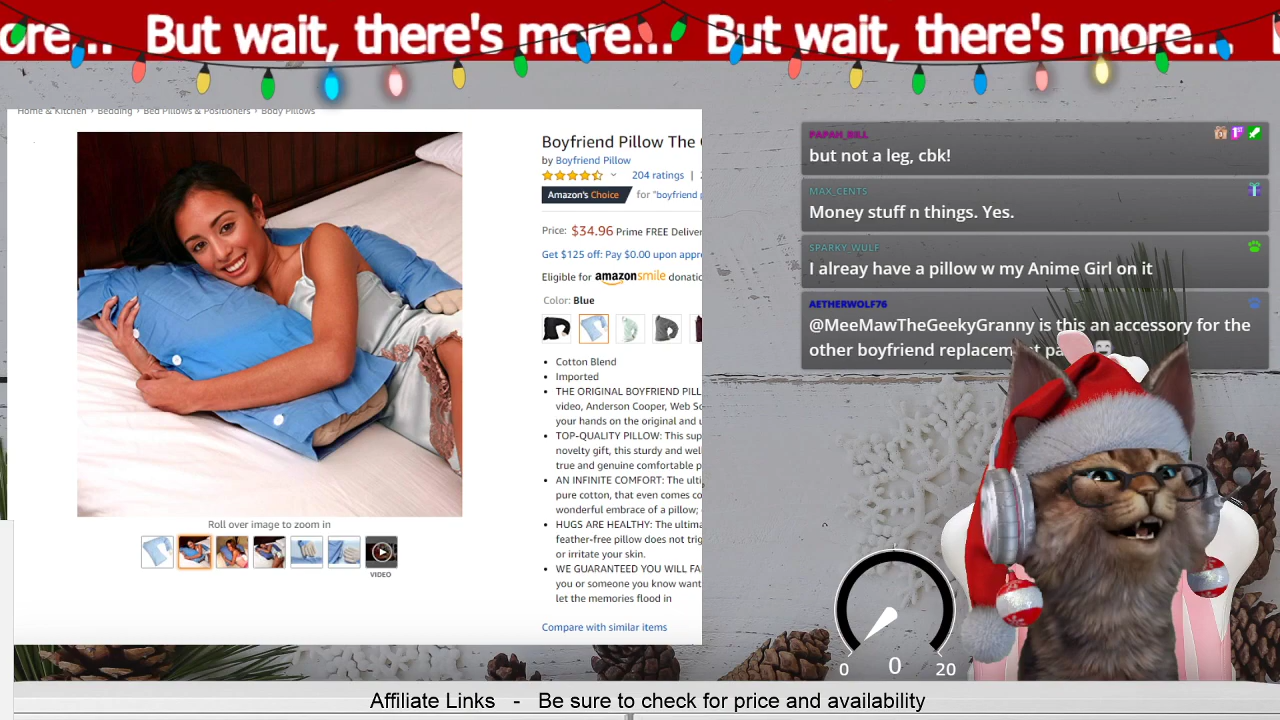 ore... But wait, there's more... But wait, there's more...
Home & Kitchen › Bedding › Bed Pillows & Positioners › Body Pillows
Boyfriend Pillow The
by Boyfriend Pillow
204 ratings |
Amazon's Choice for "boyfriend
Price: $34.96 Prime FREE Deliver
Get $125 off: Pay $0.00 upon appr
Eligible for amazonsmile donatio
Color: Blue
• Cotton Blend
• Imported
• THE ORIGINAL BOYFRIEND PILL
video, Anderson Cooper, Web So
your hands on the original and u
• TOP-QUALITY PILLOW: This sup
novelty gift, this sturdy and well
true and genuine comfortable p
• AN INFINITE COMFORT: The ulti
pure cotton, that even comes co
wonderful embrace of a pillow;
• HUGS ARE HEALTHY: The ultima
feather-free pillow does not trig
or irritate your skin.
• WE GUARANTEED YOU WILL FA
you or someone you know want
let the memories flood in
Compare with similar items
Roll over image to zoom in
VIDEO
PAPAH_BILL
but not a leg, cbk!
MAX_CENTS
Money stuff n things. Yes.
SPARKY_WULF
I alreay have a pillow w my Anime Girl on it
AETHERWOLF76
@MeeMawTheGeekyGranny is this an accessory for the
other boyfriend replacement pa
0 0 20
Affiliate Links - Be sure to check for price and availability